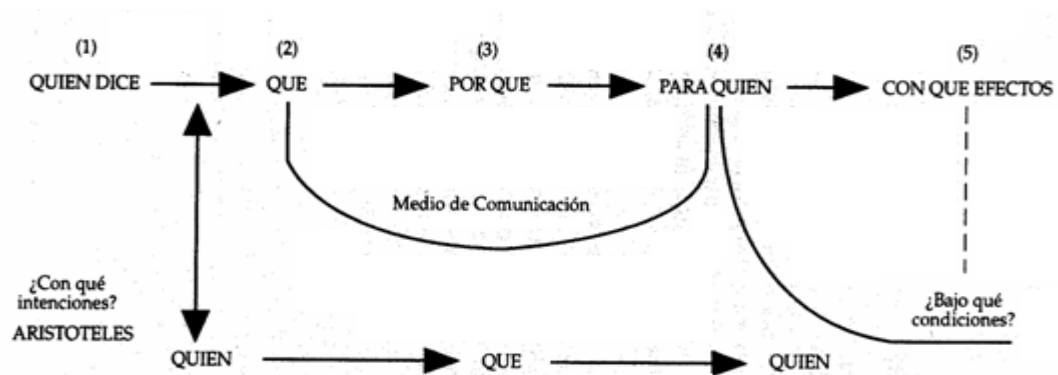 (1) (2) (3) (4) (5)
QUIEN DICE QUE POR QUE PARA QUIEN CON QUE EFECTOS
Medio de Comunicación
¿Con qué
intenciones?
ARISTOTELES
¿Bajo qué
condiciones?
QUIEN QUE QUIEN